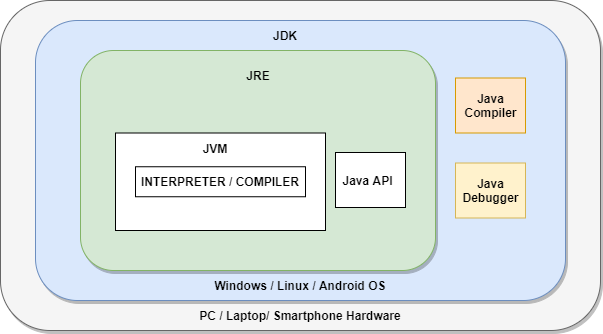 JDK
JRE
Java
Compiler
JVM
INTERPRETER / COMPILER
Java API
Java
Debugger
Windows / Linux / Android OS
PC / Laptop/ Smartphone Hardware